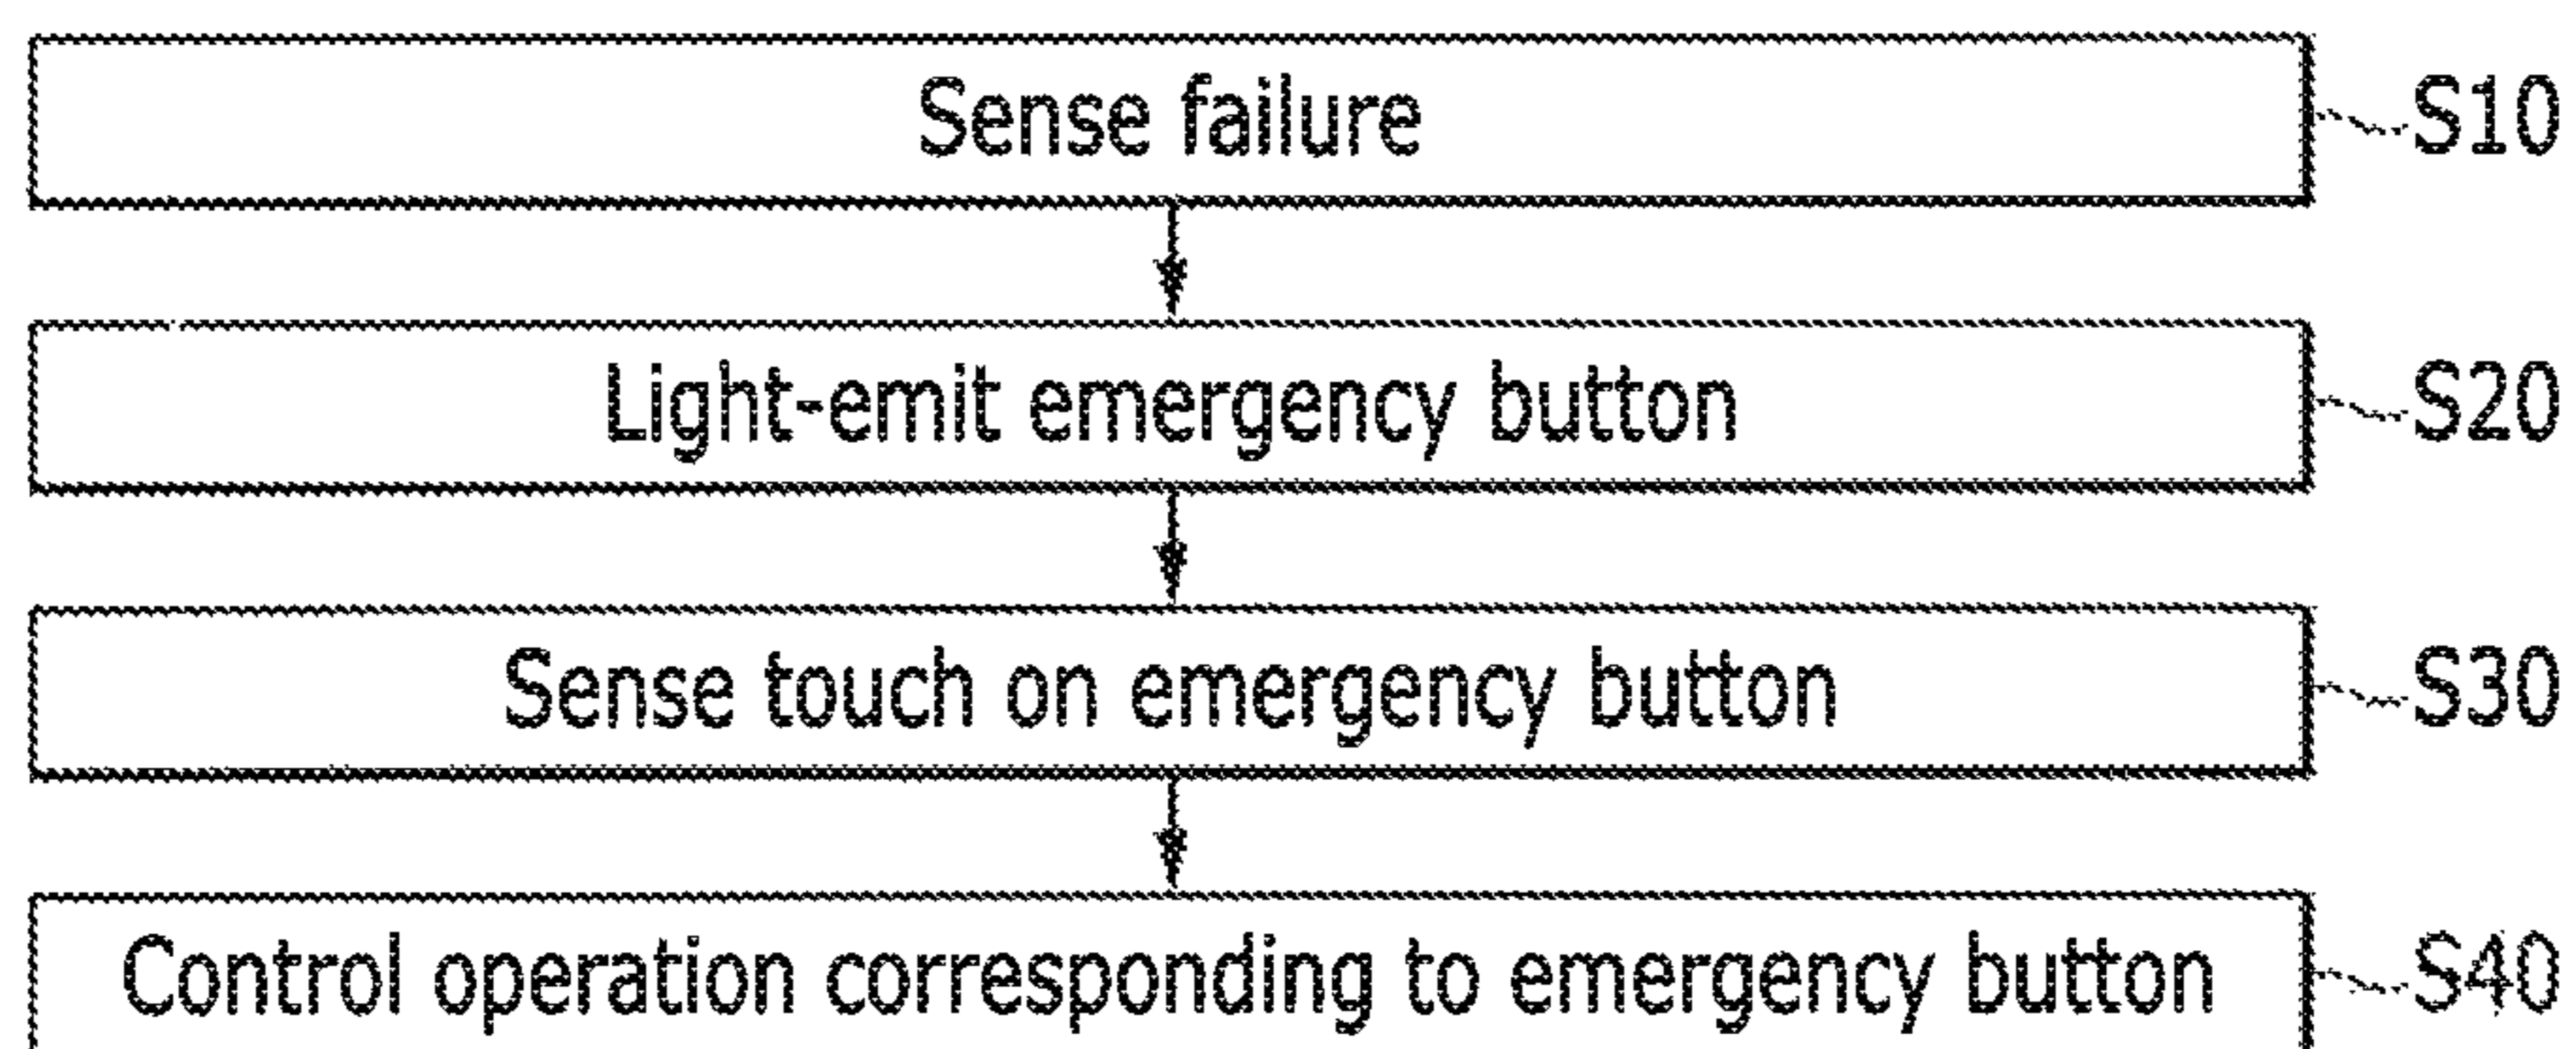 Sense failure S10
Light-emit emergency button S20
Sense touch on emergency button S30
Control operation corresponding to emergency button S40